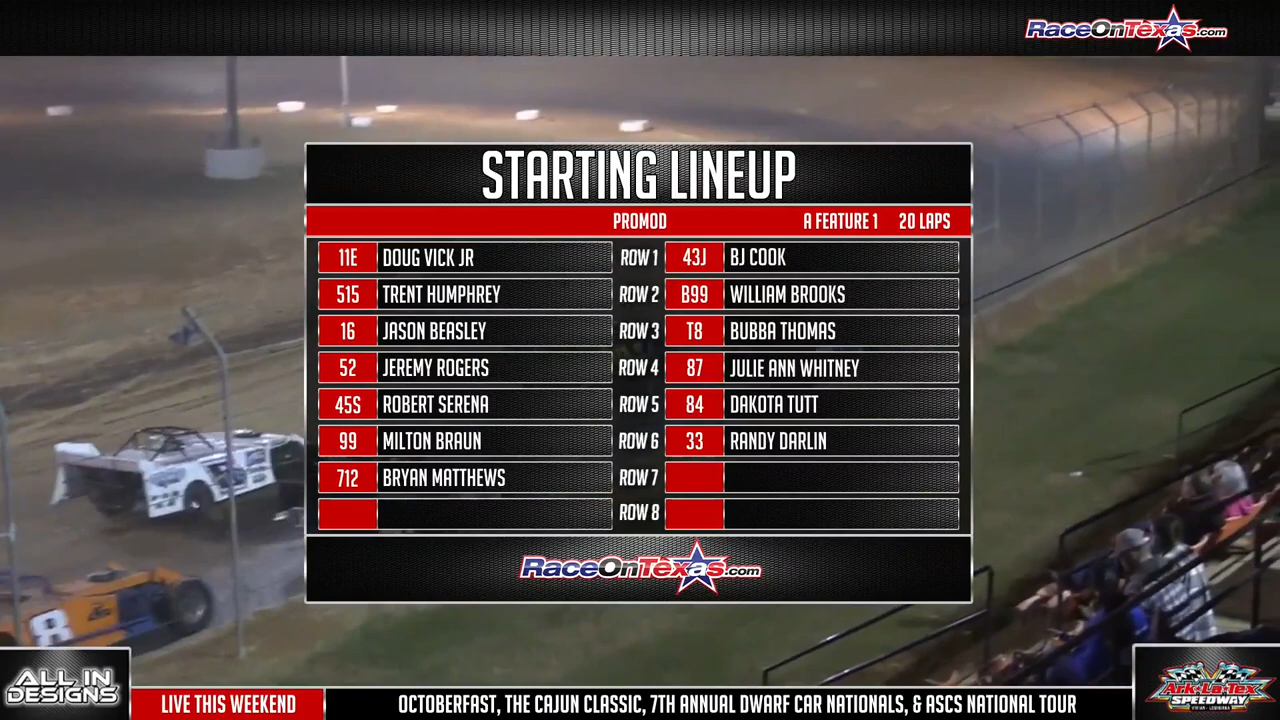 RaceOnTexas.com
STARTING LINEUP
PROMOD A FEATURE 1 20 LAPS
11E DOUG VICK JR ROW 1 43J BJ COOK
515 TRENT HUMPHREY ROW 2 B99 WILLIAM BROOKS
16 JASON BEASLEY ROW 3 T8 BUBBA THOMAS
52 JEREMY ROGERS ROW 4 87 JULIE ANN WHITNEY
45S ROBERT SERENA ROW 5 84 DAKOTA TUTT
99 MILTON BRAUN ROW 6 33 RANDY DARLIN
712 BRYAN MATTHEWS ROW 7
ROW 8
RaceOnTexas.com
8
ALL IN
DESIGNS
LIVE THIS WEEKEND OCTOBERFAST, THE CAJUN CLASSIC, 7TH ANNUAL DWARF CAR NATIONALS, & ASCS NATIONAL TOUR
Ark-La-Tex
SPEEDWAY